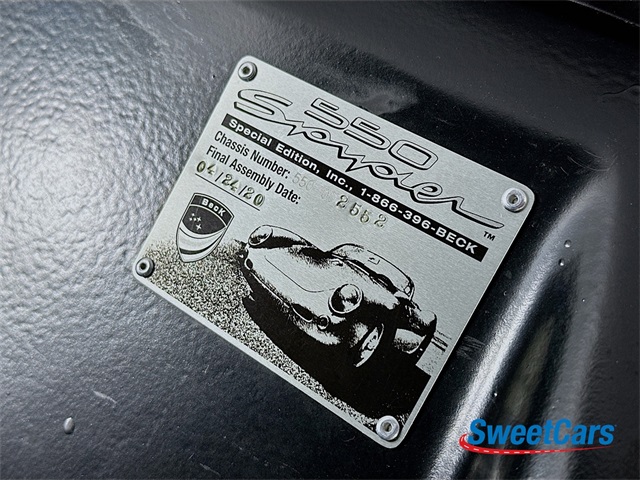 550
Spyder
TM
Special Edition, Inc., 1-866-396-BECK
Chassis Number: 2552
Final Assembly Date:
04/24/20
Beck
SweetCars